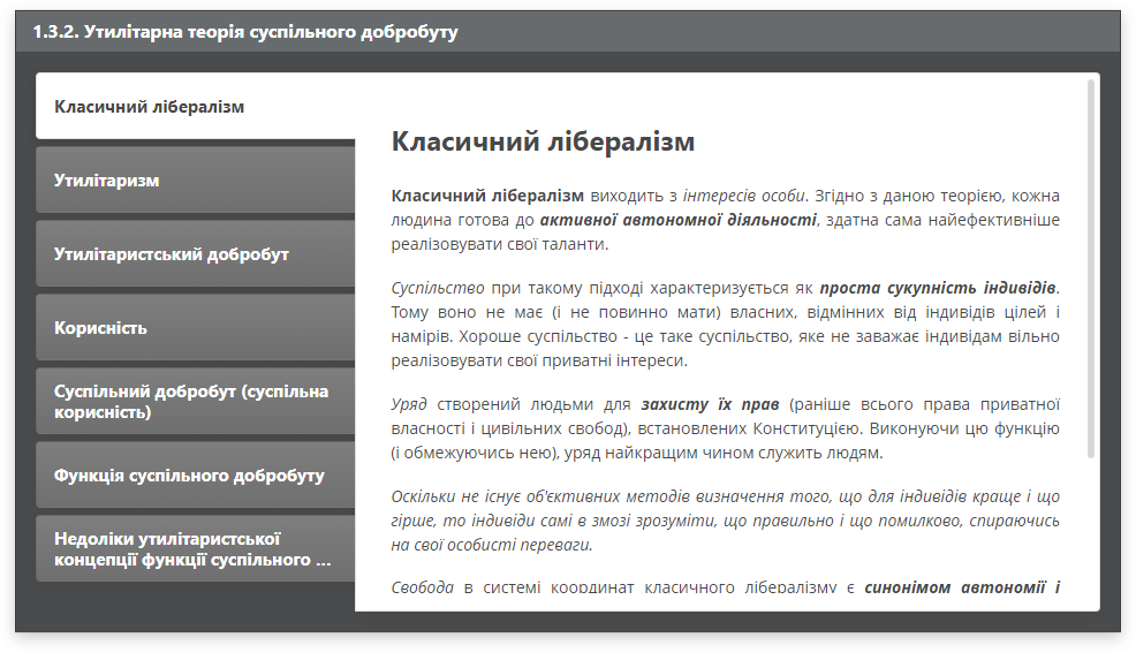 1.3.2. Утилітарна теорія суспільного добробуту
Класичний лібералізм
Утилітаризм
Утилітаристський добробут
Корисність
Суспільний добробут (суспільна
корисність)
Функція суспільного добробуту
Недоліки утилітаристської
концепції функції суспільного ...
Класичний лібералізм
Класичний лібералізм виходить з інтересів особи. Згідно з даною теорією, кожна
людина готова до активної автономної діяльності, здатна сама найефективніше
реалізовувати свої таланти.
Суспільство при такому підході характеризується як проста сукупність індивідів.
Тому воно не має (і не повинно мати) власних, відмінних від індивідів цілей і
намірів. Хороше суспільство - це таке суспільство, яке не заважає індивідам вільно
реалізовувати свої приватні інтереси.
Уряд створений людьми для захисту їх прав (раніше всього права приватної
власності і цивільних свобод), встановлених Конституцією. Виконуючи цю функцію
(і обмежуючись нею), уряд найкращим чином служить людям.
Оскільки не існує об'єктивних методів визначення того, що для індивідів краще і що
гірше, то індивіди самі в змозі зрозуміти, що правильно і що помилково, спираючись
на свої особисті переваги.
Свобода в системі координат класичного лібералізму є синонімом автономії і